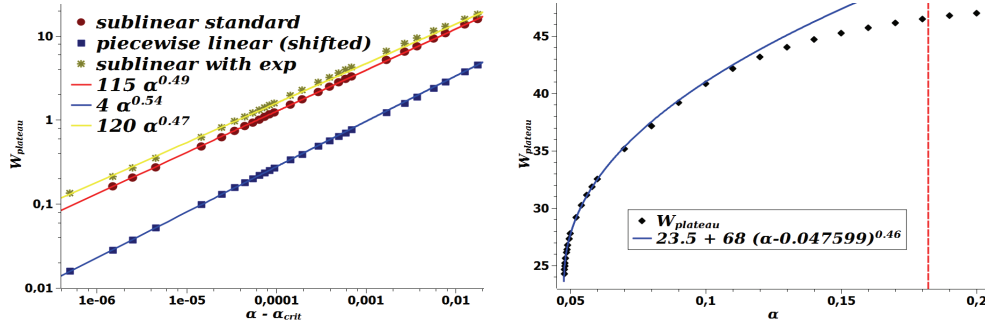 sublinear standard
piecewise linear (shifted)
sublinear with exp
115 α^0.49
4 α^0.54
120 α^0.47
10
1
0,1
0,01
W_plateau
1e-06
1e-05
0,0001
0,001
0,01
α - α_crit
45
40
35
30
25
W_plateau
W_plateau
23.5 + 68 (α-0.047599)^0.46
0,05
0,1
0,15
0,2
α